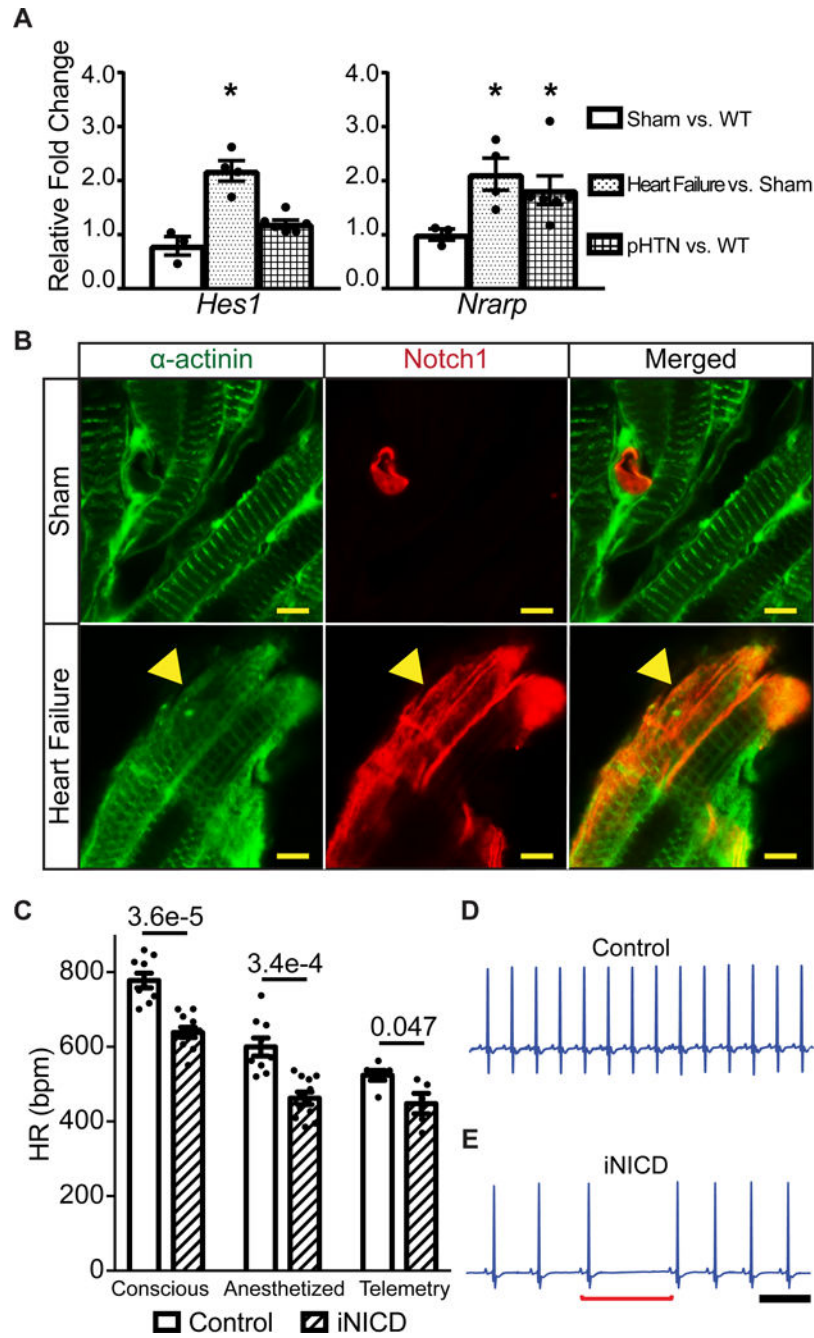 A
Relative Fold Change
4.0
3.0
2.0
1.0
0.0
*
Hes1
4.0
3.0
2.0
1.0
0.0
* *
Nrarp
Sham vs. WT
Heart Failure vs. Sham
pHTN vs. WT
B
α-actinin Notch1 Merged
Sham
Heart Failure
C
HR (bpm)
800
600
400
200
0
3.6e-5
3.4e-4
0.047
Conscious Anesthetized Telemetry
Control iNICD
D
Control
E
iNICD